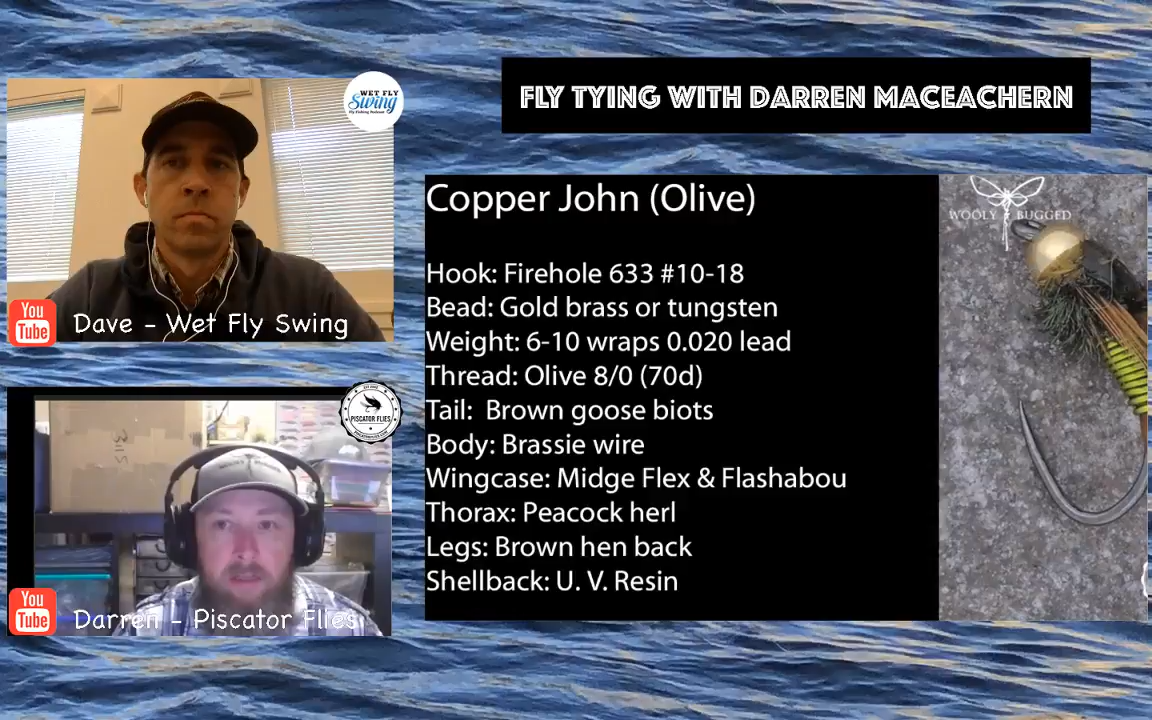 FLY TYING WITH DARREN MACEACHERN
WET FLY
Swing
Fly Fishing Podcast
You
Tube
Dave - Wet Fly Swing
PISCATOR FLIES
You
Tube
Darren - Piscator Flies
Copper John (Olive)
Hook: Firehole 633 #10-18
Bead: Gold brass or tungsten
Weight: 6-10 wraps 0.020 lead
Thread: Olive 8/0 (70d)
Tail:  Brown goose biots
Body: Brassie wire
Wingcase: Midge Flex & Flashabou
Thorax: Peacock herl
Legs: Brown hen back
Shellback: U. V. Resin
WOOLY BUGGED